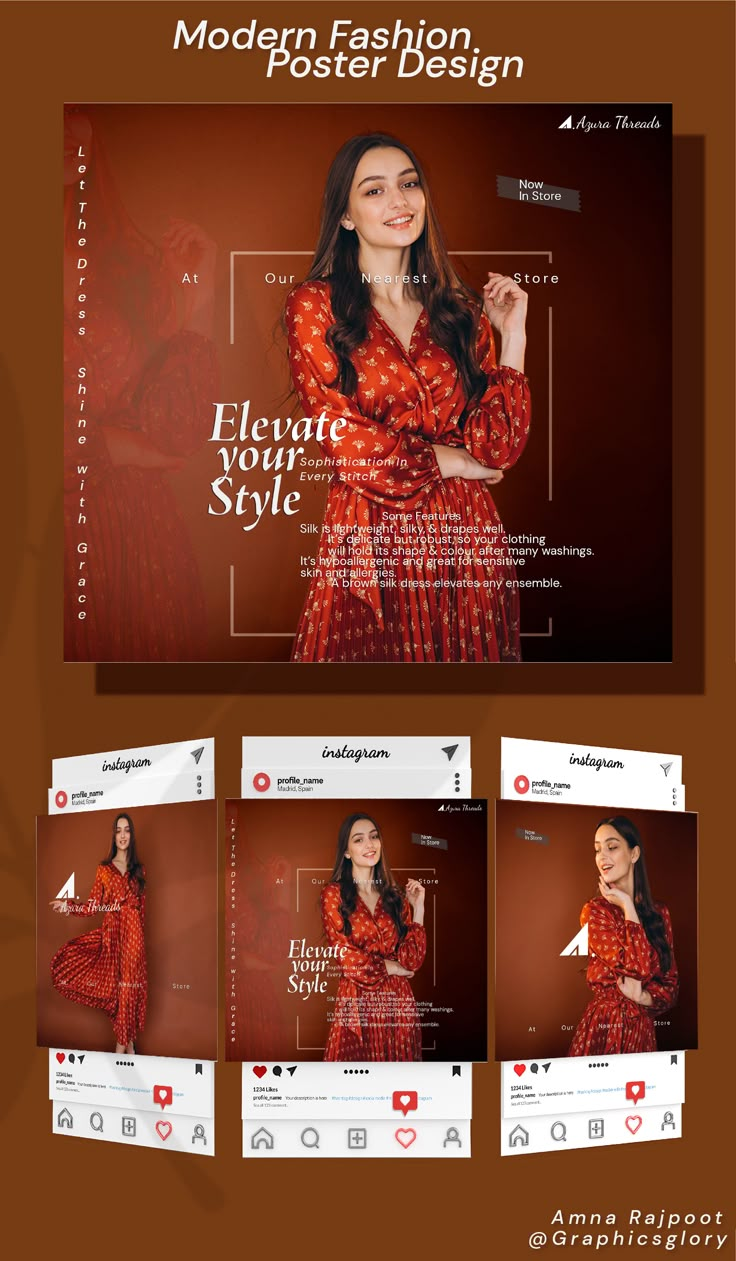 Modern Fashion
Poster Design
Azura Threads
Now
In Store
Let The Dress Shine with Grace
At Our Nearest Store
Elevate
your
Style
Sophistication In
Every Stitch
Some Features
Silk is lightweight, silky, & drapes well.
It's delicate but robust, so your clothing
will hold its shape & colour after many washings.
It's hypoallergenic and great for sensitive
skin and allergies.
A brown silk dress elevates any ensemble.
instagram
profile_name
Madrid, Spain
Azura Threads
At Our Nearest Store
1234 Likes
profile_name Your description is here
instagram
profile_name
Madrid, Spain
Azura Threads
Now
In Store
Let The Dress Shine with Grace
At Our Nearest Store
Elevate
your
Style
Sophistication In
Every Stitch
Some Features
Silk is lightweight, silky, & drapes well.
It's delicate but robust, so your clothing
will hold its shape & colour after many washings.
It's hypoallergenic and great for sensitive
skin and allergies.
A brown silk dress elevates any ensemble.
1234 Likes
profile_name Your description is here
instagram
profile_name
Madrid, Spain
Now
In Store
At Our Nearest Store
1234 Likes
profile_name Your description is here
Amna Rajpoot
@Graphicsglory